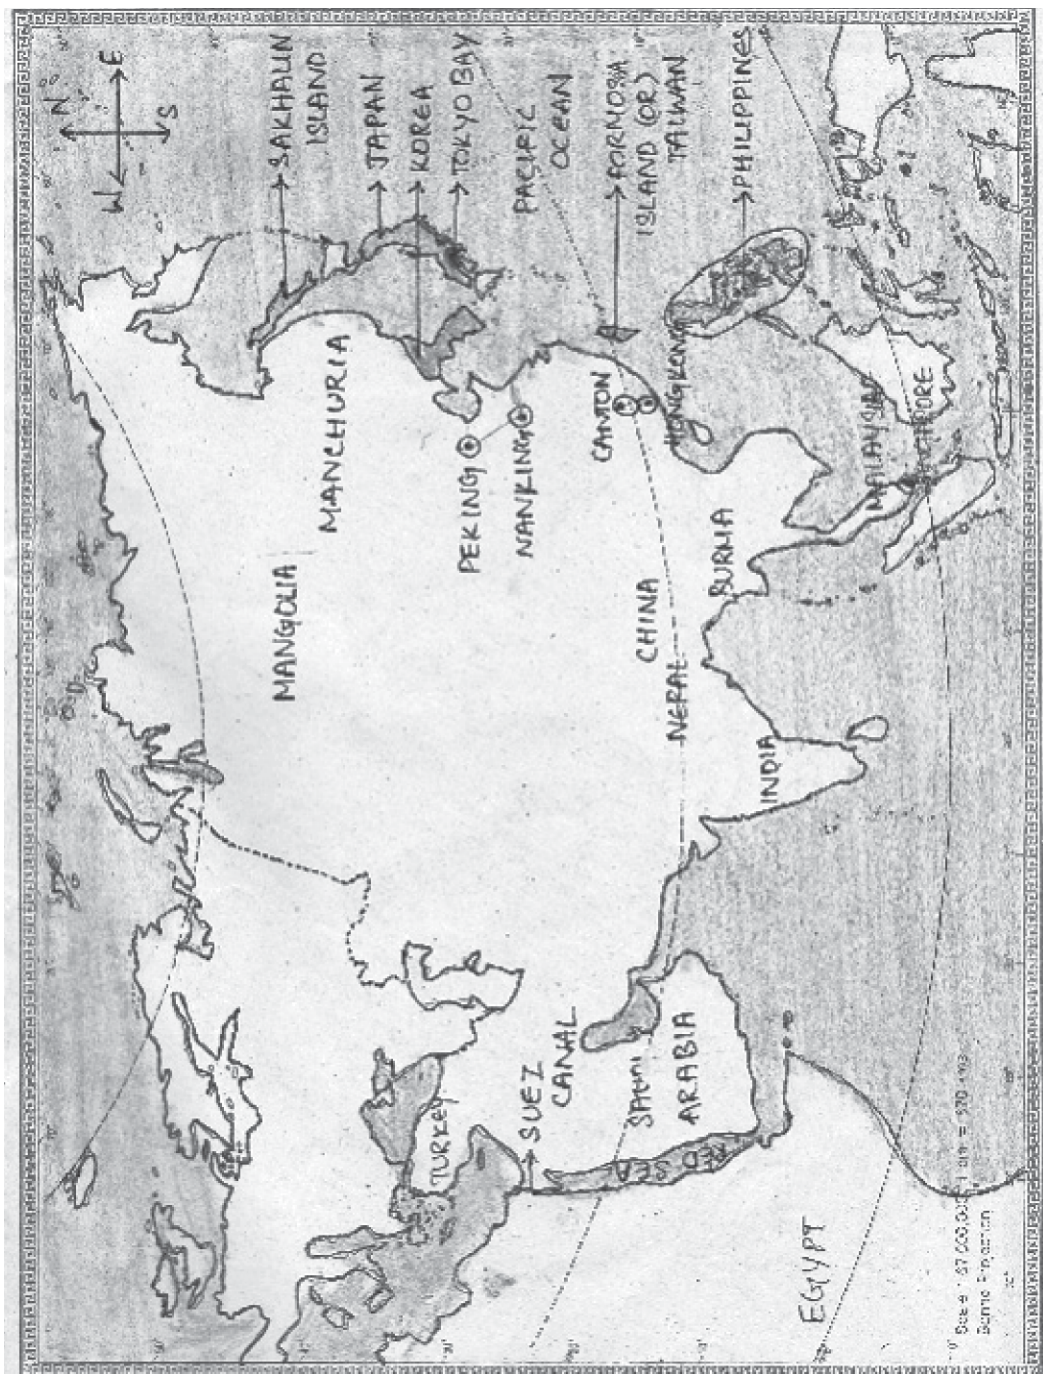 N
W E
S
SAKHALIN
ISLAND
JAPAN
KOREA
TOKYO BAY
PACIFIC
OCEAN
FORMOSA
ISLAND (OR)
TAIWAN
PHILIPPINES
MANCHURIA
MANGOLIA
PEKING
NANKING
CANTON
HONGKONG
CHINA
NEPAL
BURMA
INDIA
MALAYSIA
TURKEY
SUEZ
CANAL
ARABIA
RED SEA
EGYPT